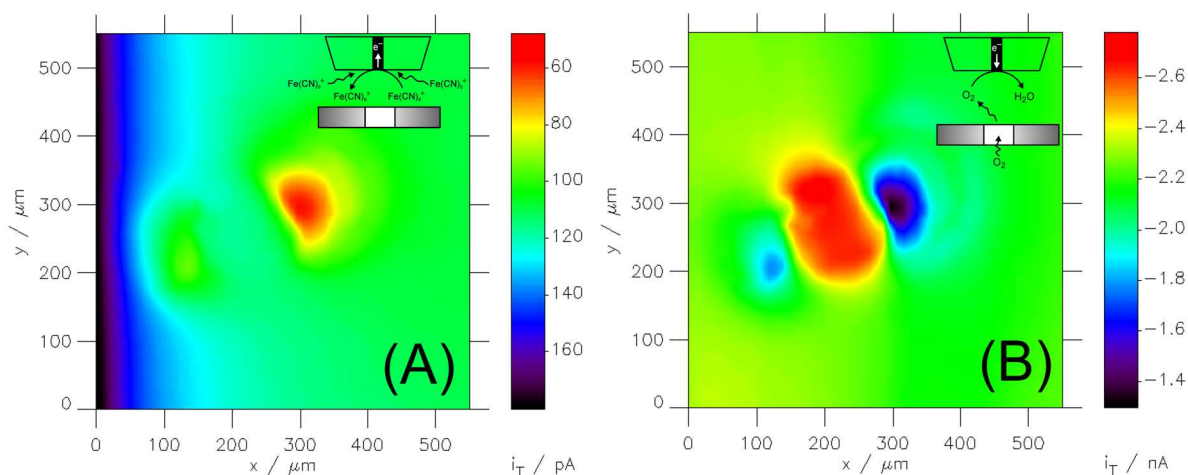 500
400
300
200
100
0
y / μm
0 100 200 300 400 500
x / μm
e⁻
Fe(CN)₆⁴⁻ Fe(CN)₆⁴⁻
Fe(CN)₆³⁻ Fe(CN)₆³⁻
(A)
60
80
100
120
140
160
i_T / pA
500
400
300
200
100
0
y / μm
0 100 200 300 400 500
x / μm
e⁻
O₂ H₂O
O₂
(B)
−2.6
−2.4
−2.2
−2.0
−1.8
−1.6
−1.4
i_T / nA